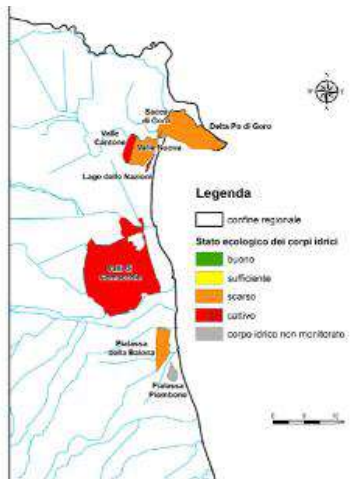 Sacca
di Goro
Delta Po di Goro
Valle
Cantone
Valle Nuova
Lago delle Nazioni
Legenda
confine regionale
Stato ecologico dei corpi idrici
buono
sufficiente
scarso
cattivo
corpo idrico non monitorato
Valli di
Comacchio
Pialassa
della Baiona
Pialassa
Piombone